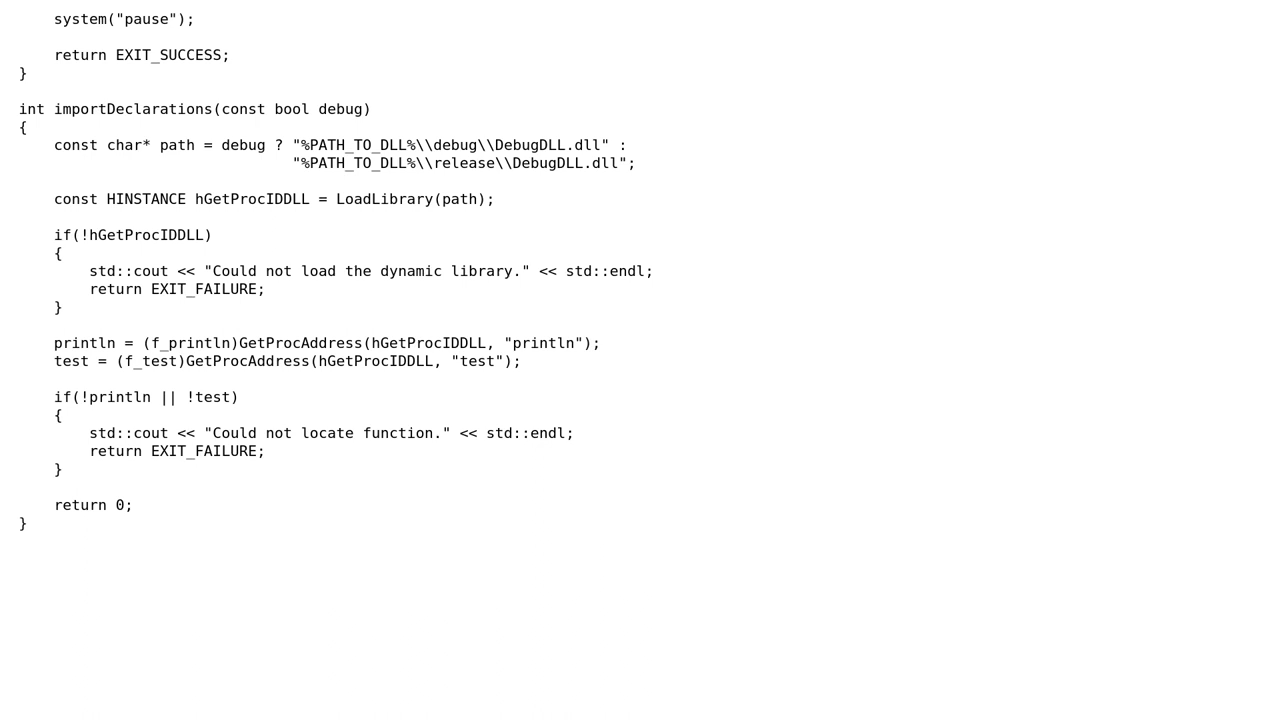 system("pause");

    return EXIT_SUCCESS;
}

int importDeclarations(const bool debug)
{
    const char* path = debug ? "%PATH_TO_DLL%\\debug\\DebugDLL.dll" :
                               "%PATH_TO_DLL%\\release\\DebugDLL.dll";

    const HINSTANCE hGetProcIDDLL = LoadLibrary(path);

    if(!hGetProcIDDLL)
    {
        std::cout << "Could not load the dynamic library." << std::endl;
        return EXIT_FAILURE;
    }

    println = (f_println)GetProcAddress(hGetProcIDDLL, "println");
    test = (f_test)GetProcAddress(hGetProcIDDLL, "test");

    if(!println || !test)
    {
        std::cout << "Could not locate function." << std::endl;
        return EXIT_FAILURE;
    }

    return 0;
}